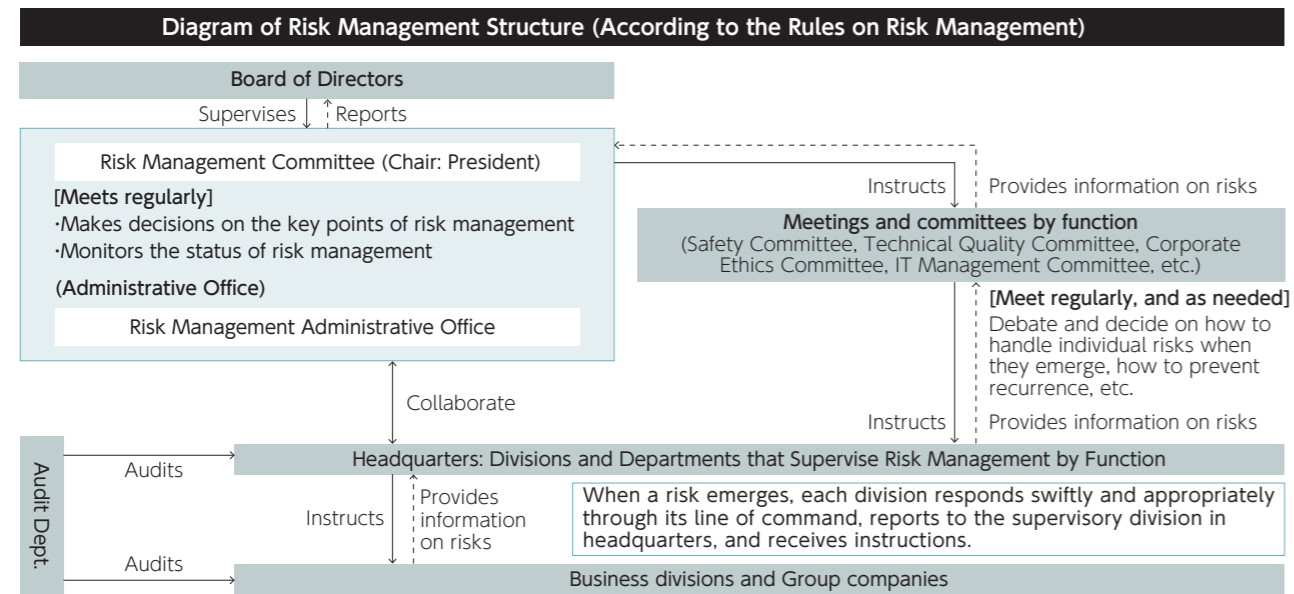 Diagram of Risk Management Structure (According to the Rules on Risk Management)
Board of Directors
Supervises
Reports
Risk Management Committee (Chair: President)
[Meets regularly]
·Makes decisions on the key points of risk management
·Monitors the status of risk management
(Administrative Office)
Risk Management Administrative Office
Instructs
Provides information on risks
Meetings and committees by function
(Safety Committee, Technical Quality Committee, Corporate
Ethics Committee, IT Management Committee, etc.)
[Meet regularly, and as needed]
Debate and decide on how to
handle individual risks when
they emerge, how to prevent
recurrence, etc.
Collaborate
Instructs
Provides information on risks
Audit Dept.
Audits
Headquarters: Divisions and Departments that Supervise Risk Management by Function
Instructs
Provides
information
on risks
When a risk emerges, each division responds swiftly and appropriately
through its line of command, reports to the supervisory division in
headquarters, and receives instructions.
Audits
Business divisions and Group companies